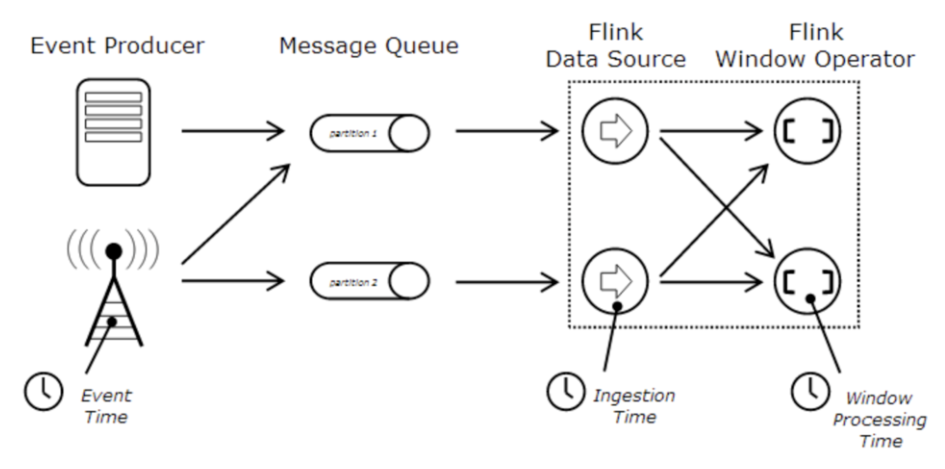 Event Producer
Message Queue
Flink
Data Source
Flink
Window Operator
partition 1
partition 2
Event
Time
Ingestion
Time
Window
Processing
Time